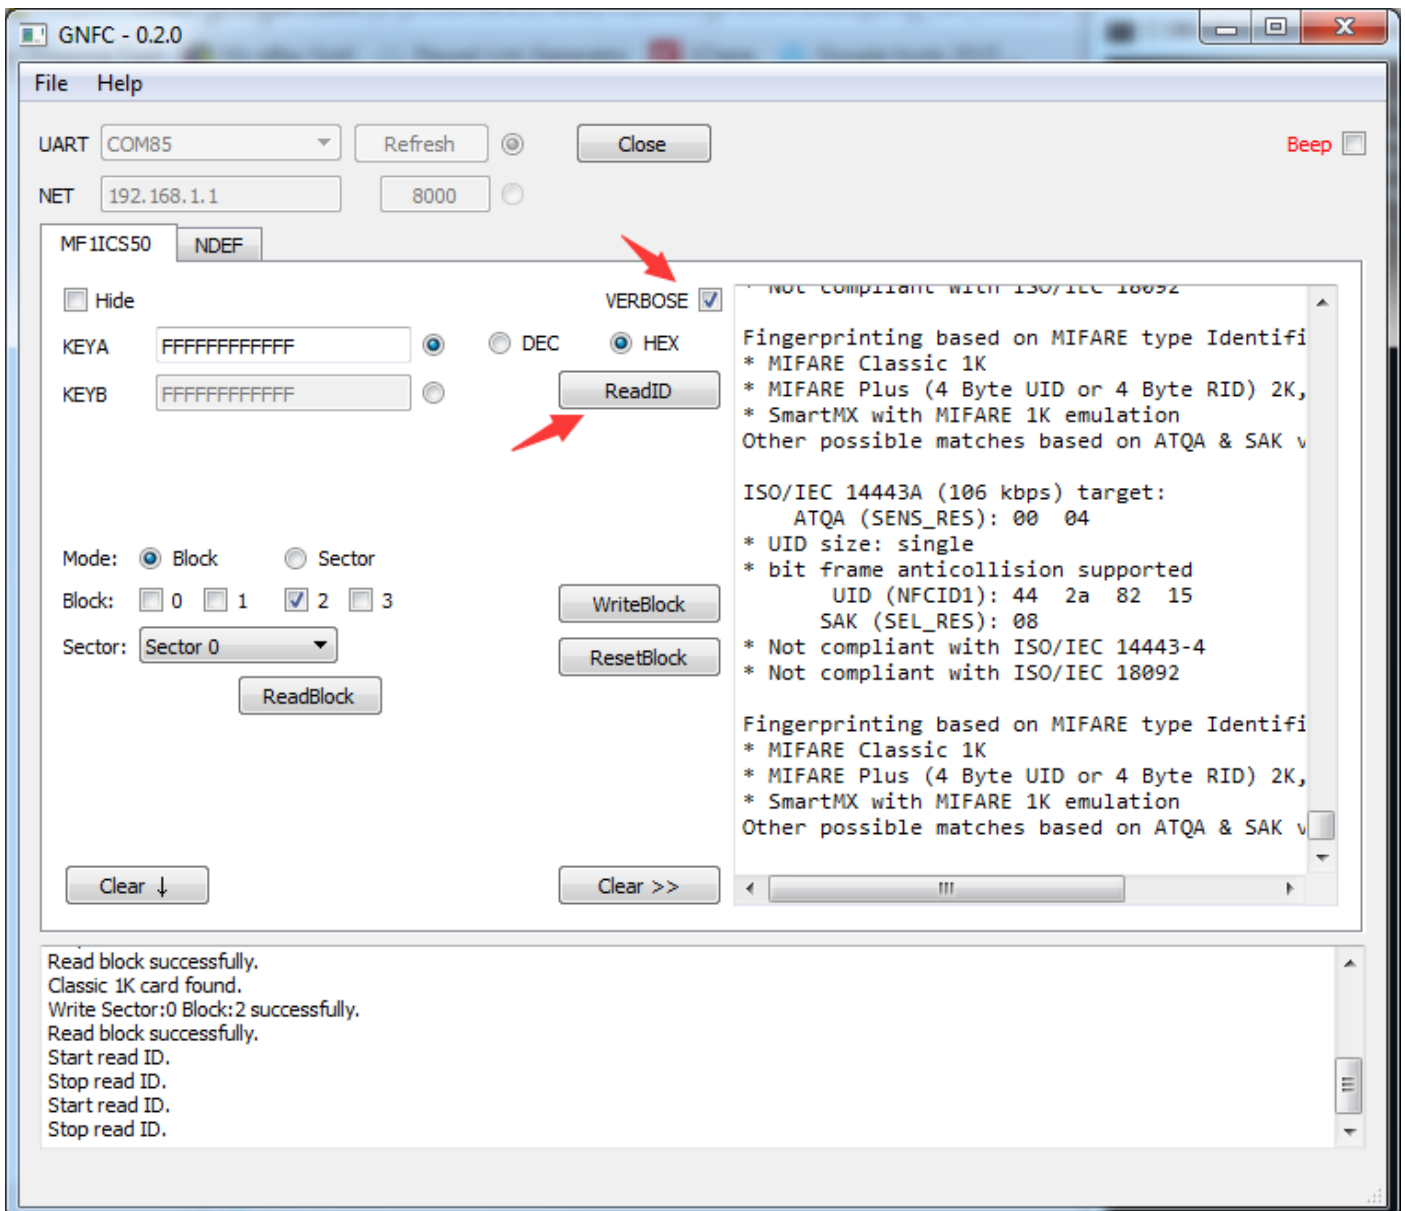 GNFC - 0.2.0
File Help
UART COM85 Refresh Close Beep
NET 192.168.1.1 8000
MF1ICS50 NDEF
Hide VERBOSE
KEYA FFFFFFFFFFFF DEC HEX
KEYB FFFFFFFFFFFF ReadID
Mode: Block Sector
Block: 0 1 2 3 WriteBlock
Sector: Sector 0 ResetBlock
ReadBlock
Clear ↓ Clear >>
* Not compliant with ISO/IEC 18092
Fingerprinting based on MIFARE type Identifi
* MIFARE Classic 1K
* MIFARE Plus (4 Byte UID or 4 Byte RID) 2K,
* SmartMX with MIFARE 1K emulation
Other possible matches based on ATQA & SAK v
ISO/IEC 14443A (106 kbps) target:
ATQA (SENS_RES): 00 04
* UID size: single
* bit frame anticollision supported
UID (NFCID1): 44 2a 82 15
SAK (SEL_RES): 08
* Not compliant with ISO/IEC 14443-4
* Not compliant with ISO/IEC 18092
Fingerprinting based on MIFARE type Identifi
* MIFARE Classic 1K
* MIFARE Plus (4 Byte UID or 4 Byte RID) 2K,
* SmartMX with MIFARE 1K emulation
Other possible matches based on ATQA & SAK v
Read block successfully.
Classic 1K card found.
Write Sector:0 Block:2 successfully.
Read block successfully.
Start read ID.
Stop read ID.
Start read ID.
Stop read ID.